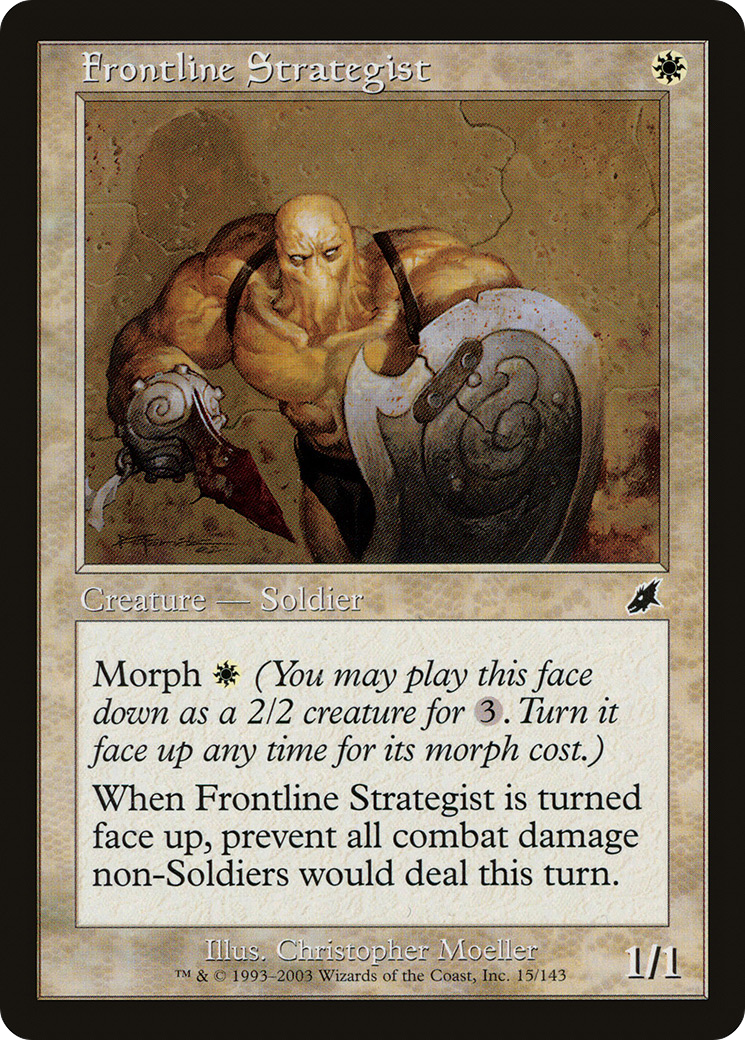 Frontline Strategist
Creature — Soldier
Morph (You may play this face
down as a 2/2 creature for 3. Turn it
face up any time for its morph cost.)
When Frontline Strategist is turned
face up, prevent all combat damage
non-Soldiers would deal this turn.
Illus. Christopher Moeller
™ & © 1993–2003 Wizards of the Coast, Inc. 15/143
1/1